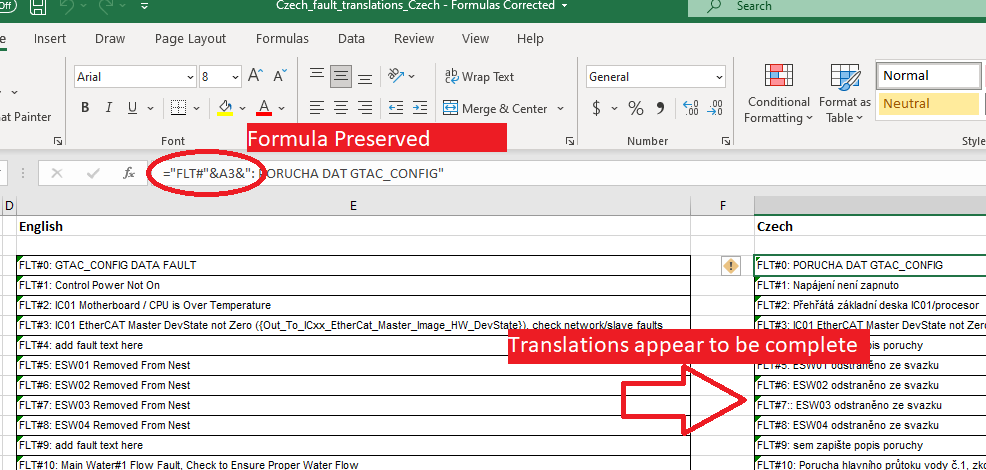 Off
Czech_fault_translations_Czech - Formulas Corrected
Search
Insert Draw Page Layout Formulas Data Review View Help
Arial 8 A A
Wrap Text
General
Normal
B I U A
Merge & Center
$ % ,
Conditional Formatting
Format as Table
Neutral
at Painter
Font
Style
Formula Preserved
fx ="FLT#"&A3&": PORUCHA DAT GTAC_CONFIG"
D E F
English Czech
FLT#0: GTAC_CONFIG DATA FAULT FLT#0: PORUCHA DAT GTAC_CONFIG
FLT#1: Control Power Not On FLT#1: Napájení není zapnuto
FLT#2: IC01 Motherboard / CPU is Over Temperature FLT#2: Přehřátá základní deska IC01/procesor
FLT#3: IC01 EtherCAT Master DevState not Zero ({Out_To_ICxx_EtherCat_Master_Image_HW_DevState}), check network/slave faults FLT#3: IC01 EtherCAT Master DevState not Zero
FLT#4: add fault text here popis poruchy
Translations appear to be complete
FLT#5: ESW01 Removed From Nest FLT#5: ESW01 odstraněno ze svazku
FLT#6: ESW02 Removed From Nest FLT#6: ESW02 odstraněno ze svazku
FLT#7: ESW03 Removed From Nest FLT#7:: ESW03 odstraněno ze svazku
FLT#8: ESW04 Removed From Nest FLT#8: ESW04 odstraněno ze svazku
FLT#9: add fault text here FLT#9: sem zapište popis poruchy
FLT#10: Main Water#1 Flow Fault, Check to Ensure Proper Water Flow FLT#10: Porucha hlavního průtoku vody č.1, zko